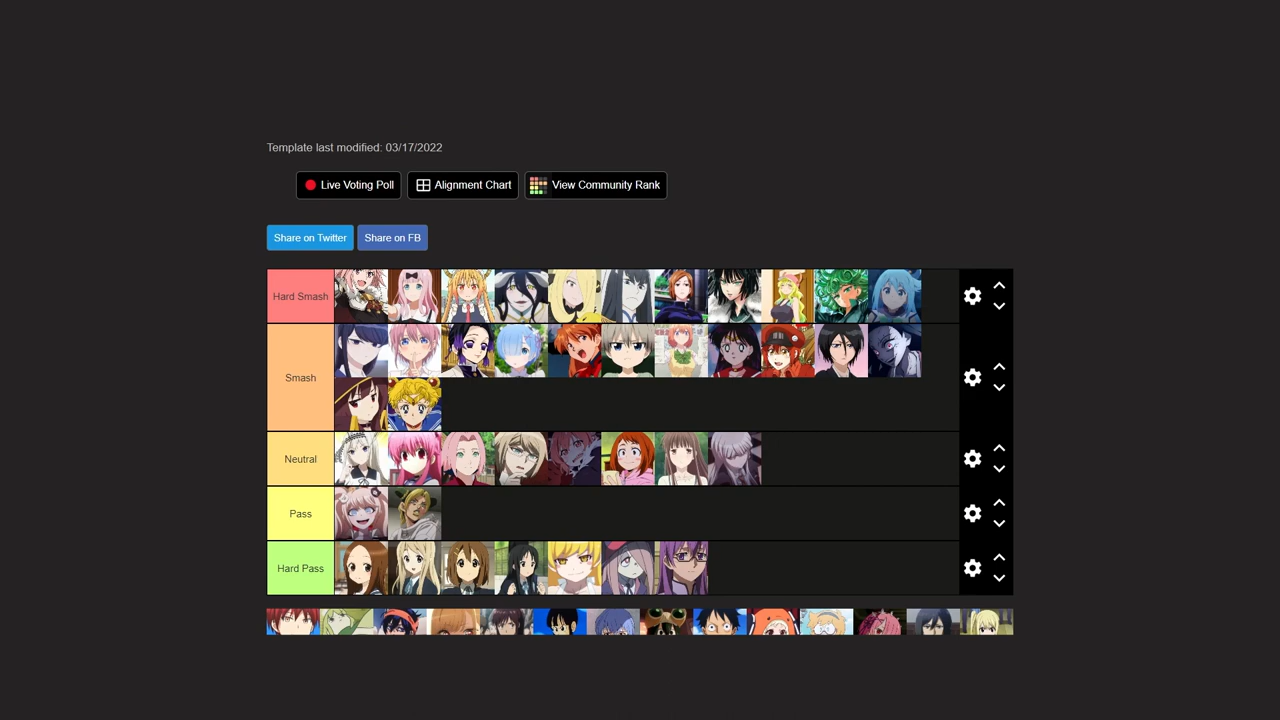 Template last modified: 03/17/2022
Live Voting Poll
Alignment Chart
View Community Rank
Share on Twitter
Share on FB
Hard Smash
Smash
Neutral
Pass
Hard Pass